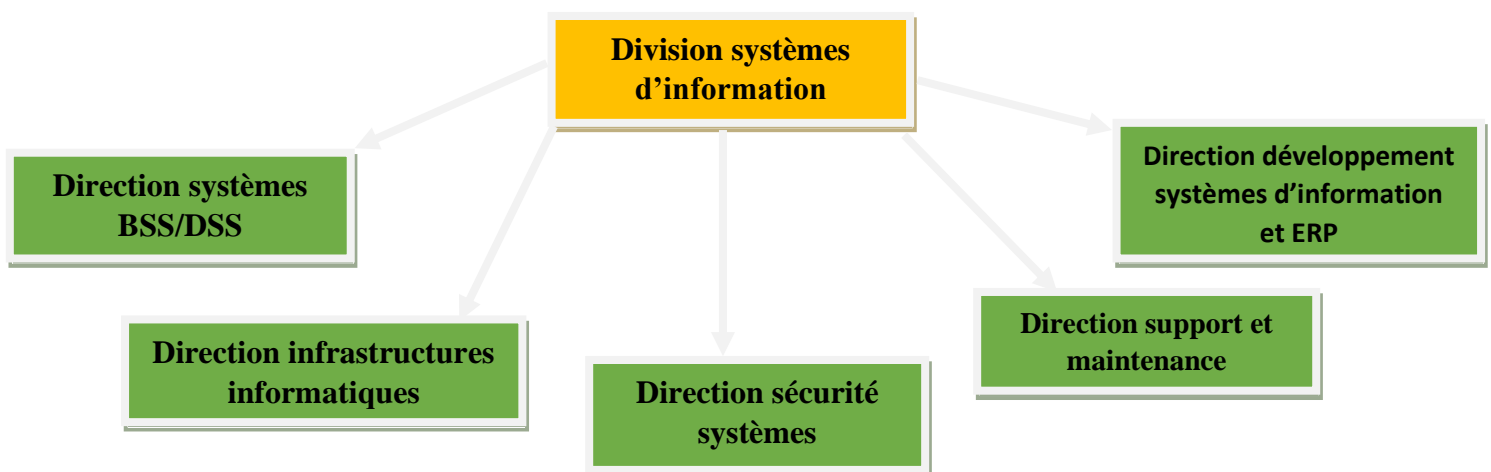 Division systèmes
d’information
Direction systèmes
BSS/DSS
Direction développement
systèmes d’information
et ERP
Direction infrastructures
informatiques
Direction sécurité
systèmes
Direction support et
maintenance